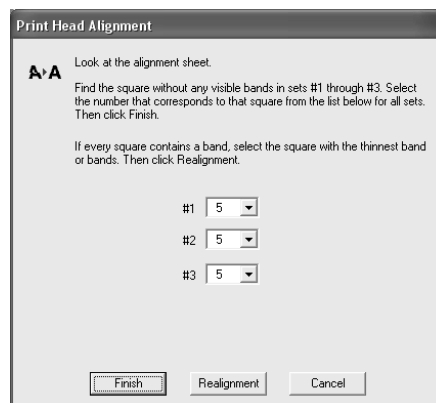 Print Head Alignment
A A
Look at the alignment sheet.
Find the square without any visible bands in sets #1 through #3. Select
the number that corresponds to that square from the list below for all sets.
Then click Finish.
If every square contains a band, select the square with the thinnest band
or bands. Then click Realignment.
#1 5
#2 5
#3 5
Finish Realignment Cancel